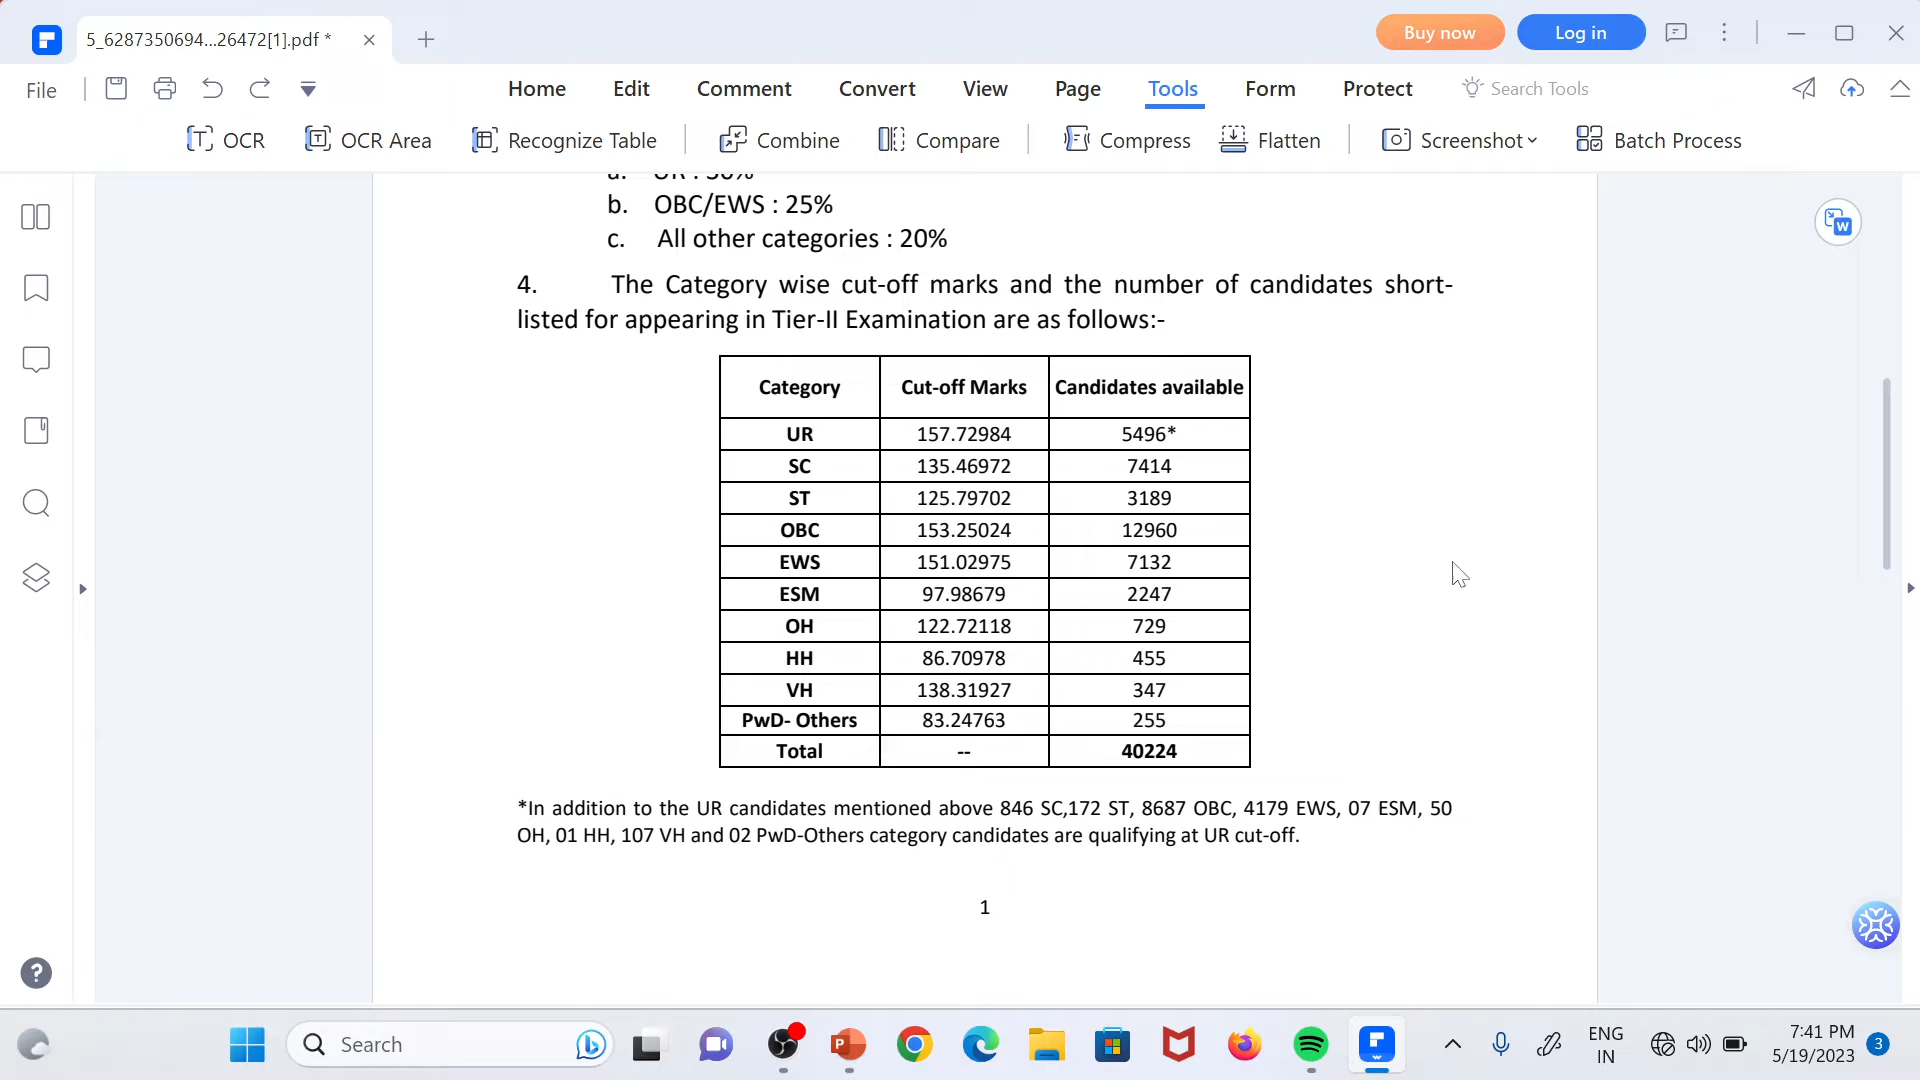 5_6287350694...26472[1].pdf *
Buy now
Log in
File
Home Edit Comment Convert View Page Tools Form Protect Search Tools
OCR OCR Area Recognize Table Combine Compare Compress Flatten Screenshot Batch Process
a. UR : 30%
b. OBC/EWS : 25%
c. All other categories : 20%
4. The Category wise cut-off marks and the number of candidates short-
listed for appearing in Tier-II Examination are as follows:-
Category Cut-off Marks Candidates available
UR 157.72984 5496*
SC 135.46972 7414
ST 125.79702 3189
OBC 153.25024 12960
EWS 151.02975 7132
ESM 97.98679 2247
OH 122.72118 729
HH 86.70978 455
VH 138.31927 347
PwD- Others 83.24763 255
Total -- 40224
*In addition to the UR candidates mentioned above 846 SC,172 ST, 8687 OBC, 4179 EWS, 07 ESM, 50
OH, 01 HH, 107 VH and 02 PwD-Others category candidates are qualifying at UR cut-off.
1
Search
ENG
IN
7:41 PM
5/19/2023
3